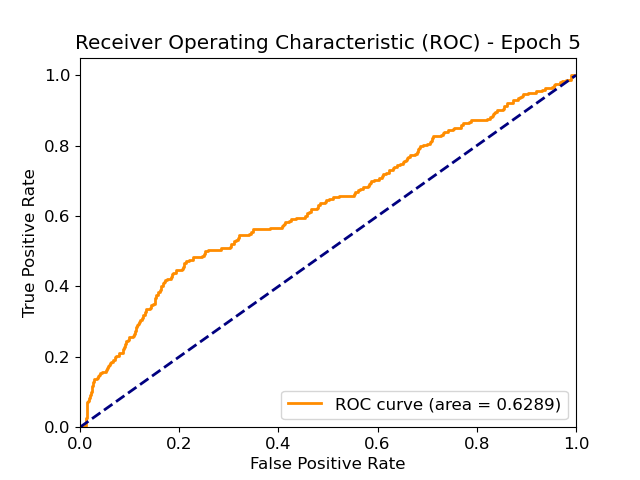 Receiver Operating Characteristic (ROC) - Epoch 5
1.0
0.8
0.6
0.4
0.2
0.0
True Positive Rate
ROC curve (area = 0.6289)
0.0 0.2 0.4 0.6 0.8 1.0
False Positive Rate